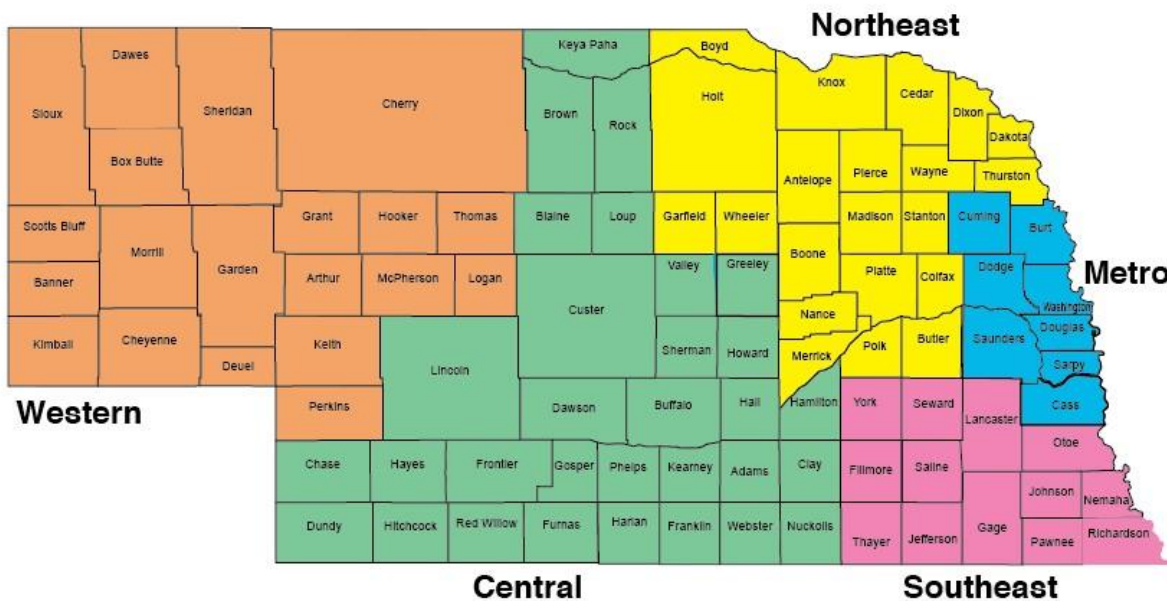 Northeast
Keya Paha
Boyd
Dawes
Knox
Cedar
Sioux
Sheridan
Cherry
Brown
Rock
Holt
Dixon
Dakota
Box Butte
Antelope
Pierce
Wayne
Thurston
Scotts Bluff
Grant
Hooker
Thomas
Blaine
Loup
Garfield
Wheeler
Madison
Stanton
Cuming
Burt
Morrill
Garden
Boone
Valley
Greeley
Dodge
Metro
Banner
Arthur
McPherson
Logan
Platte
Colfax
Washington
Custer
Nance
Douglas
Kimball
Cheyenne
Keith
Lincoln
Sherman
Howard
Merrick
Polk
Butler
Saunders
Sarpy
Deuel
Western
Perkins
Dawson
Buffalo
Hall
Hamilton
York
Seward
Lancaster
Cass
Otoe
Chase
Hayes
Frontier
Gosper
Phelps
Kearney
Adams
Clay
Fillmore
Saline
Johnson
Nemaha
Dundy
Hitchcock
Red Willow
Furnas
Harlan
Franklin
Webster
Nuckolls
Thayer
Jefferson
Gage
Pawnee
Richardson
Central
Southeast